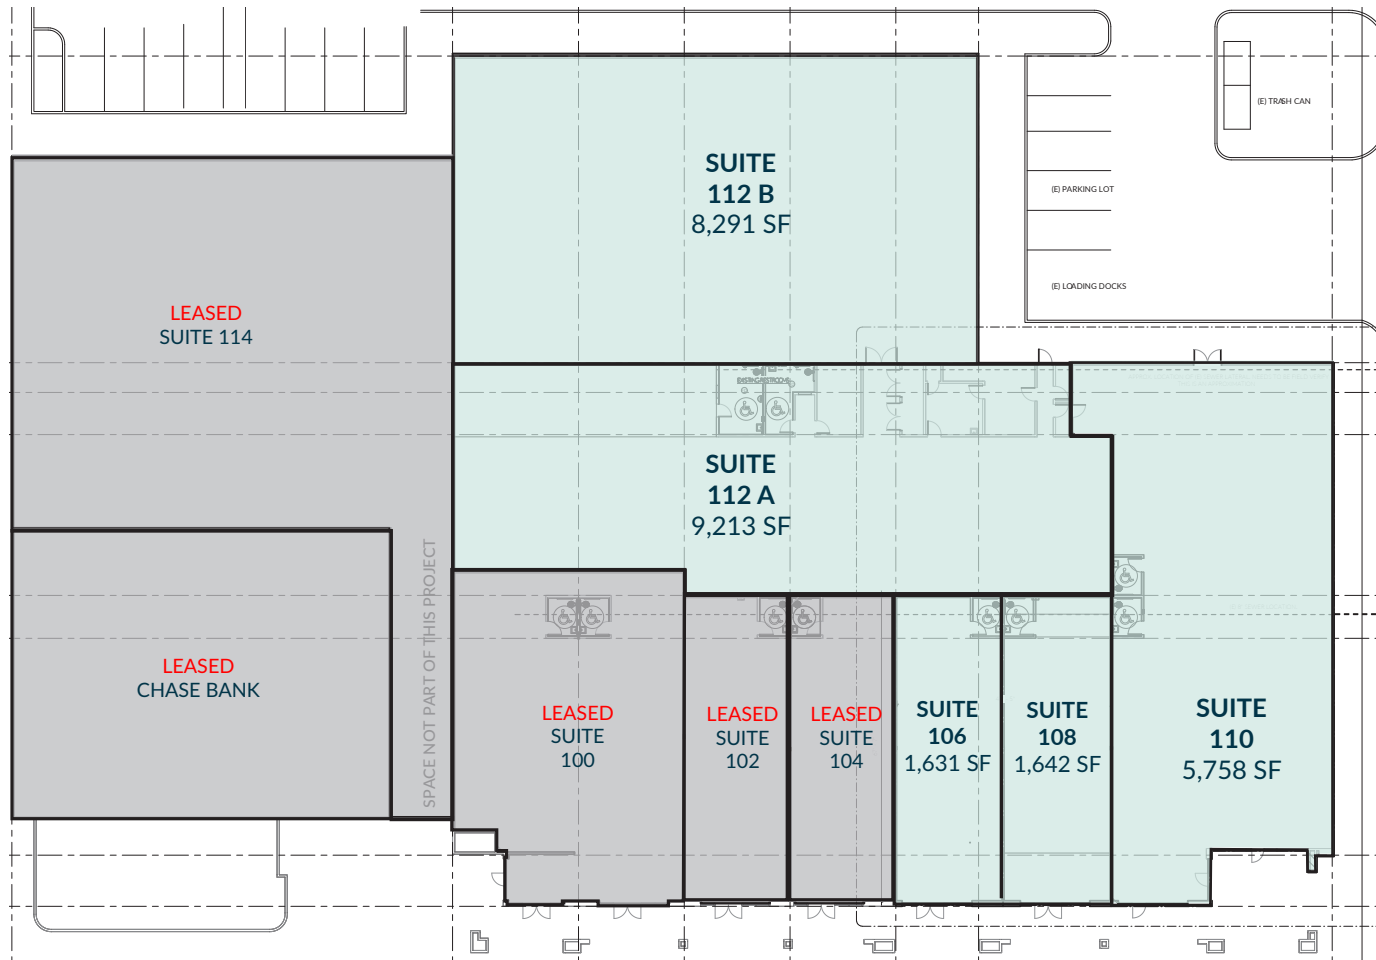 (E) TRASH CAN
SUITE
112 B
8,291 SF
(E) PARKING LOT
(E) LOADING DOCKS
LEASED
SUITE 114
EXISTING RESTROOMS
SUITE
112 A
9,213 SF
SPACE NOT PART OF THIS PROJECT
LEASED
CHASE BANK
LEASED
SUITE
100
LEASED
SUITE
102
LEASED
SUITE
104
SUITE
106
1,631 SF
SUITE
108
1,642 SF
SUITE
110
5,758 SF